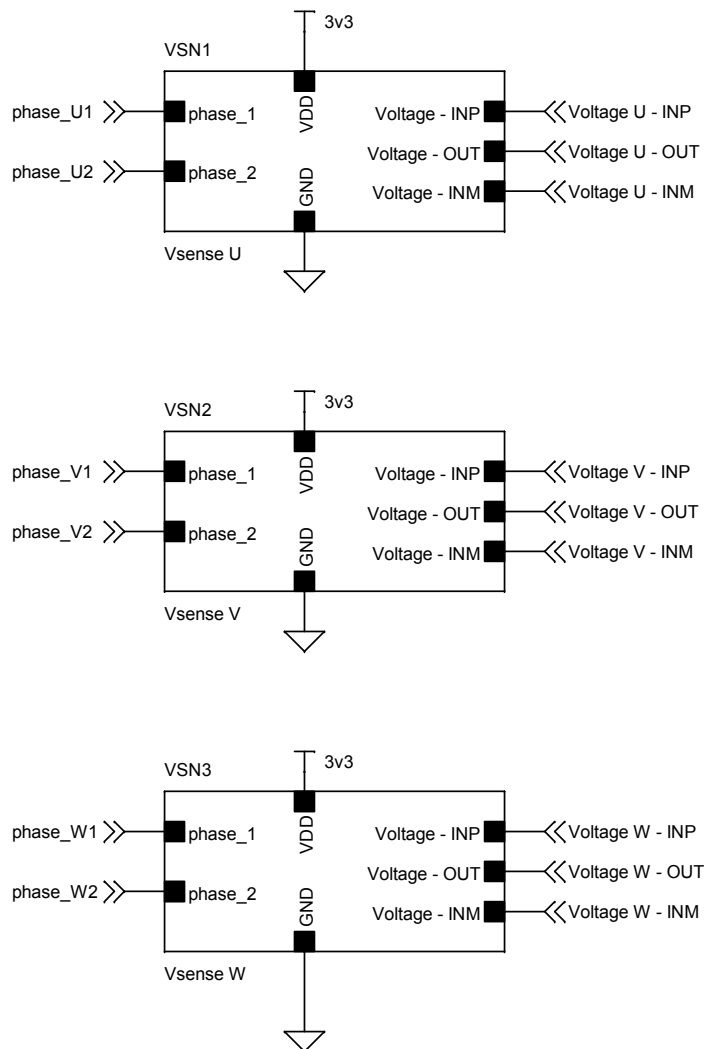 3v3
VSN1
phase_U1 phase_1 VDD Voltage - INP Voltage U - INP
Voltage - OUT Voltage U - OUT
phase_U2 phase_2 GND Voltage - INM Voltage U - INM
Vsense U
3v3
VSN2
phase_V1 phase_1 VDD Voltage - INP Voltage V - INP
Voltage - OUT Voltage V - OUT
phase_V2 phase_2 GND Voltage - INM Voltage V - INM
Vsense V
3v3
VSN3
phase_W1 phase_1 VDD Voltage - INP Voltage W - INP
Voltage - OUT Voltage W - OUT
phase_W2 phase_2 GND Voltage - INM Voltage W - INM
Vsense W